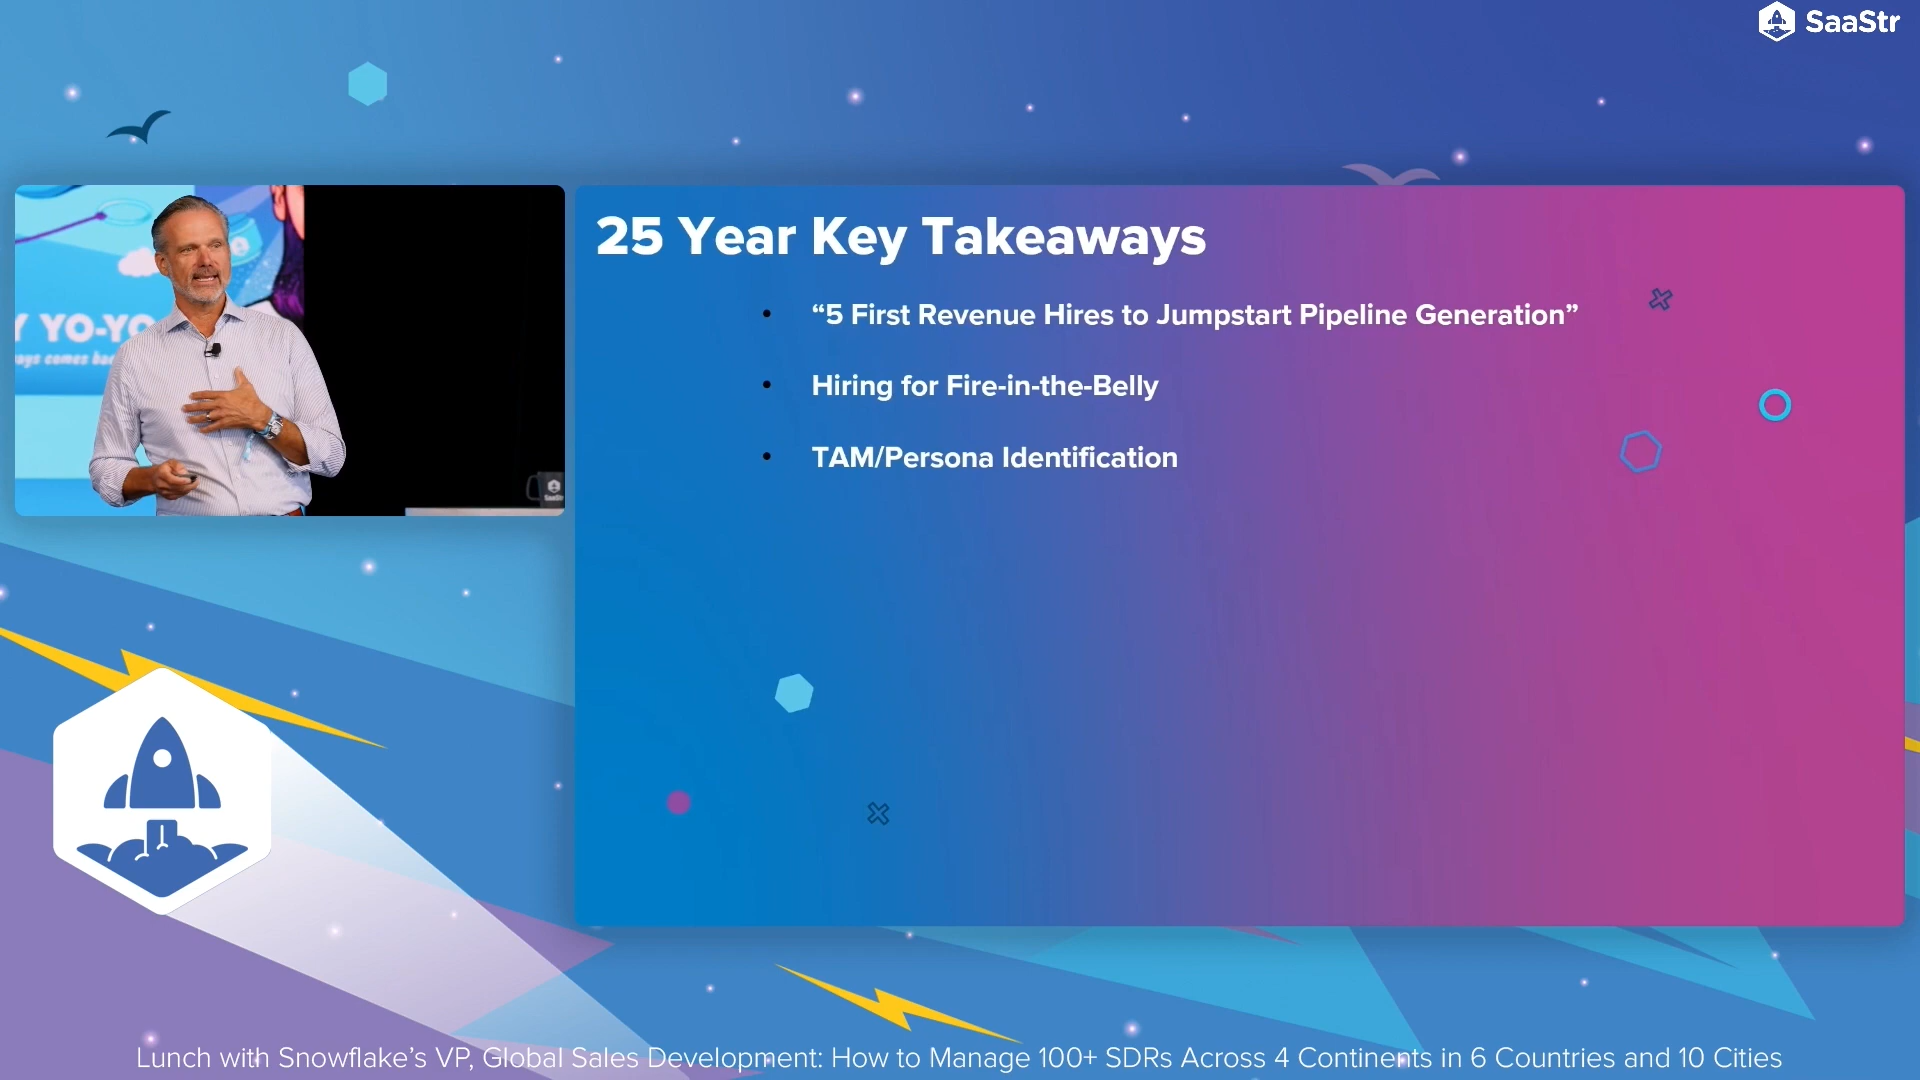 SaaStr
25 Year Key Takeaways
• “5 First Revenue Hires to Jumpstart Pipeline Generation”
• Hiring for Fire-in-the-Belly
• TAM/Persona Identification
Y YO-YO
comes
SaaStr
Lunch with Snowflake’s VP, Global Sales Development: How to Manage 100+ SDRs Across 4 Continents in 6 Countries and 10 Cities